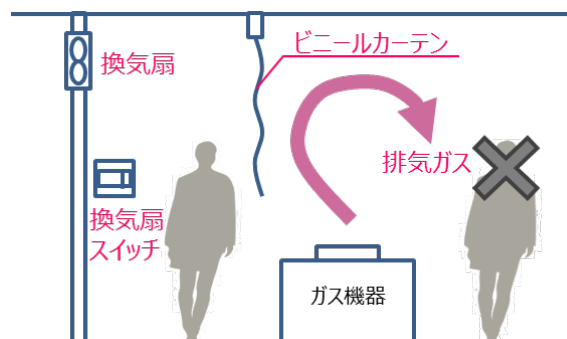 ビニールカーテン
換気扇
排気ガス
換気扇
スイッチ
ガス機器